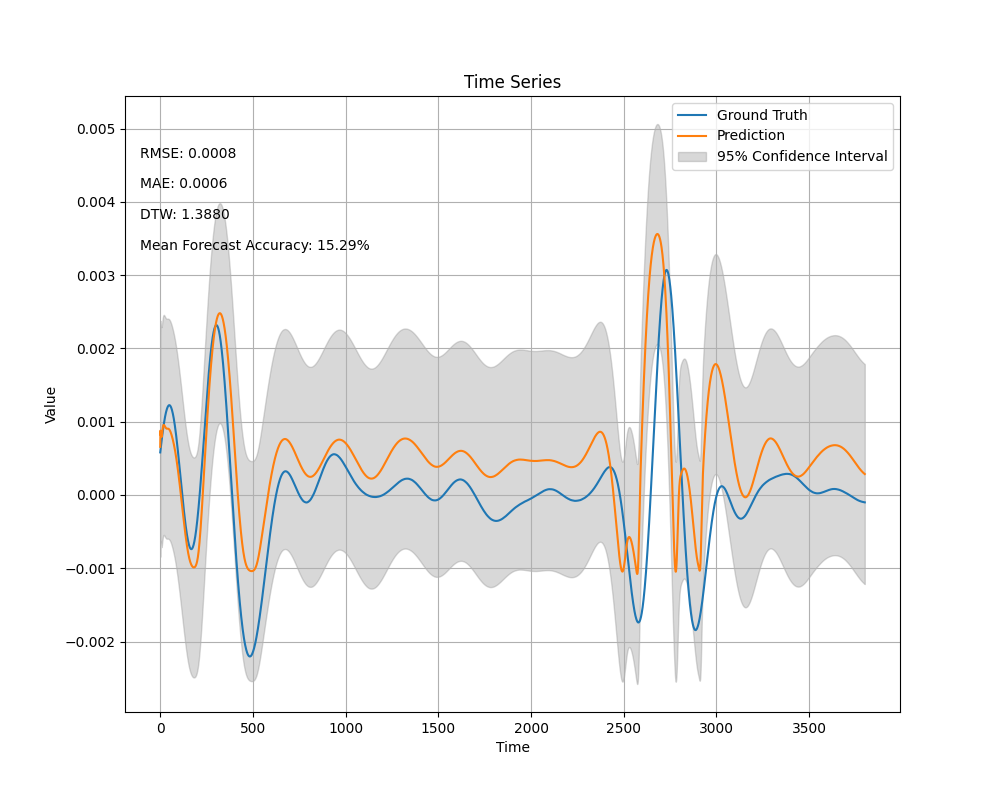 Time Series
Ground Truth
Prediction
95% Confidence Interval
RMSE: 0.0008
MAE: 0.0006
DTW: 1.3880
Mean Forecast Accuracy: 15.29%
Value
0.005
0.004
0.003
0.002
0.001
0.000
−0.001
−0.002
0 500 1000 1500 2000 2500 3000 3500
Time